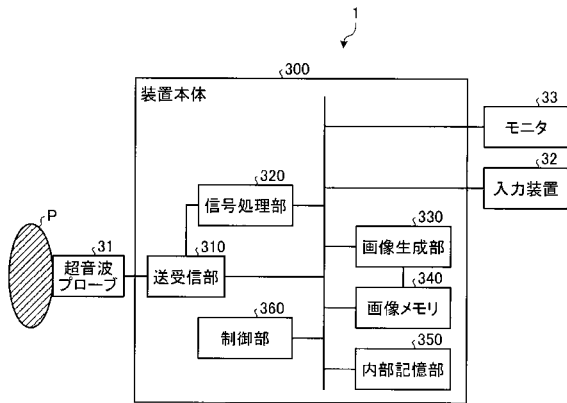 1
300
装置本体
33
モニタ
32
入力装置
320
信号処理部
P
31
超音波
プローブ
310
送受信部
330
画像生成部
340
画像メモリ
360
制御部
350
内部記憶部